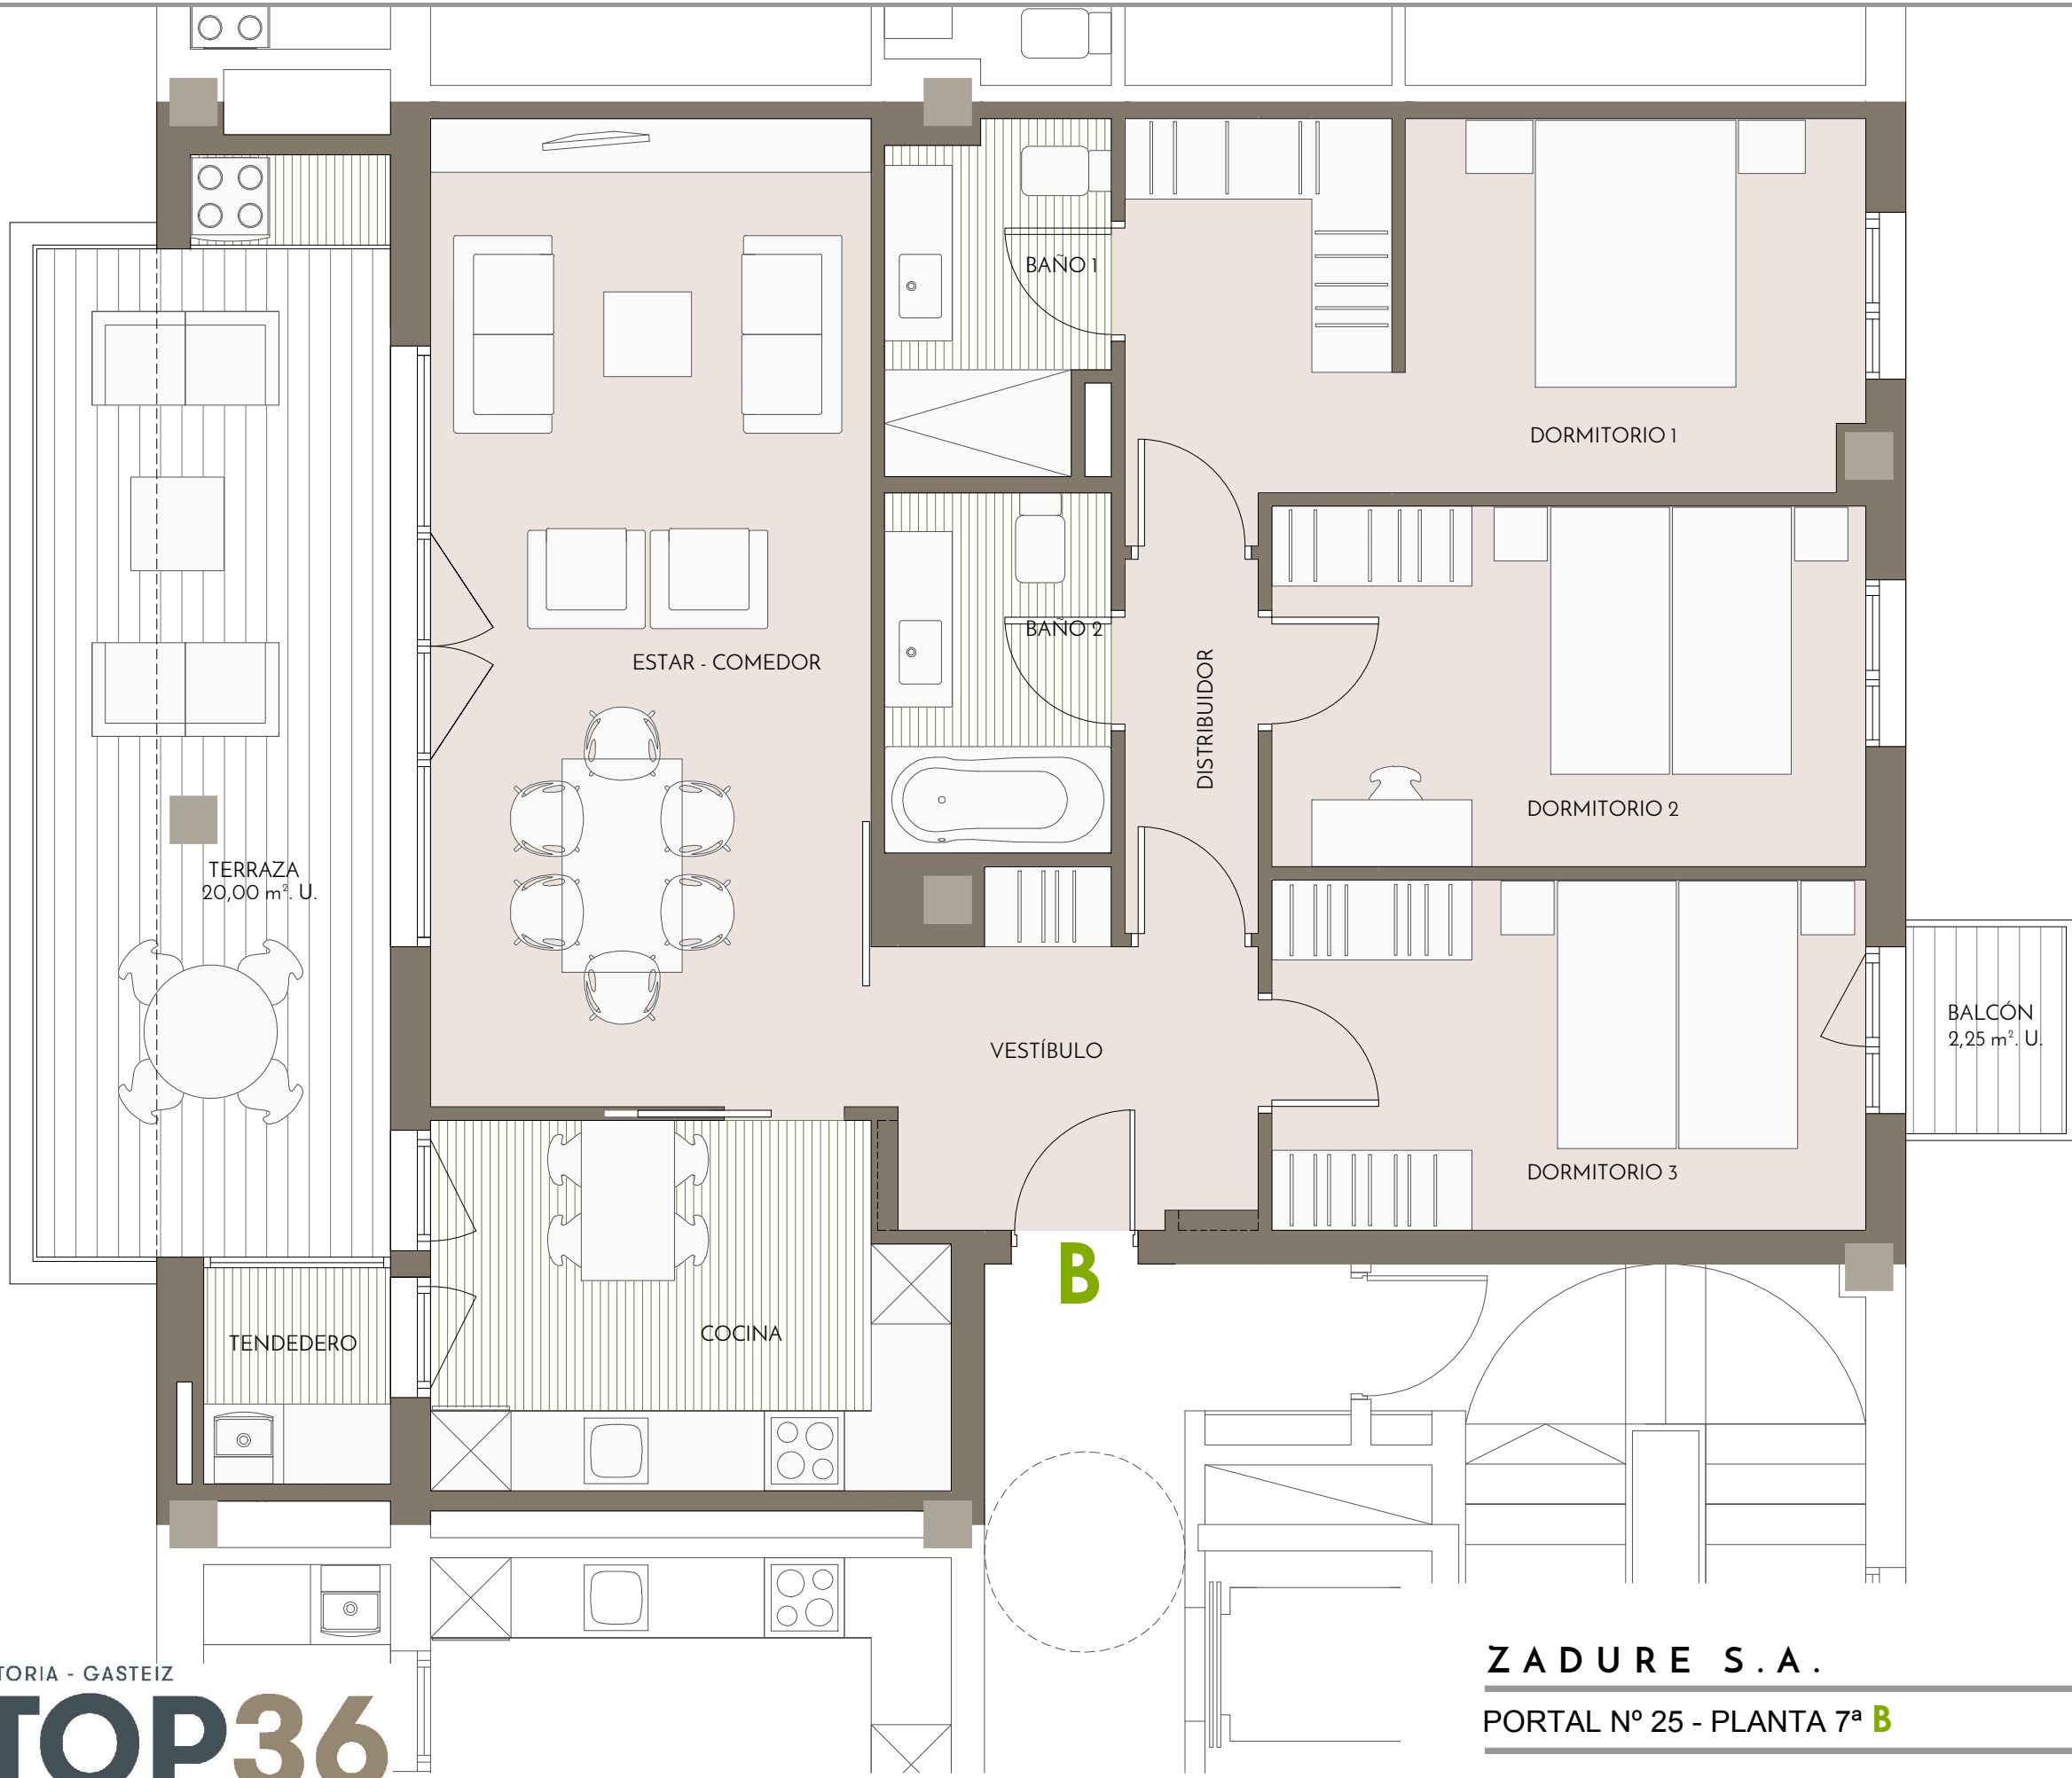 BAÑO 1
DORMITORIO 1
BAÑO 2
ESTAR - COMEDOR
DISTRIBUIDOR
DORMITORIO 2
TERRAZA
20,00 m². U.
BALCÓN
2,25 m². U.
VESTÍBULO
DORMITORIO 3
B
TENDEDERO
COCINA
TORIA - GASTEIZ
TOP36
ZADURE S.A.
PORTAL Nº 25 - PLANTA 7ª B